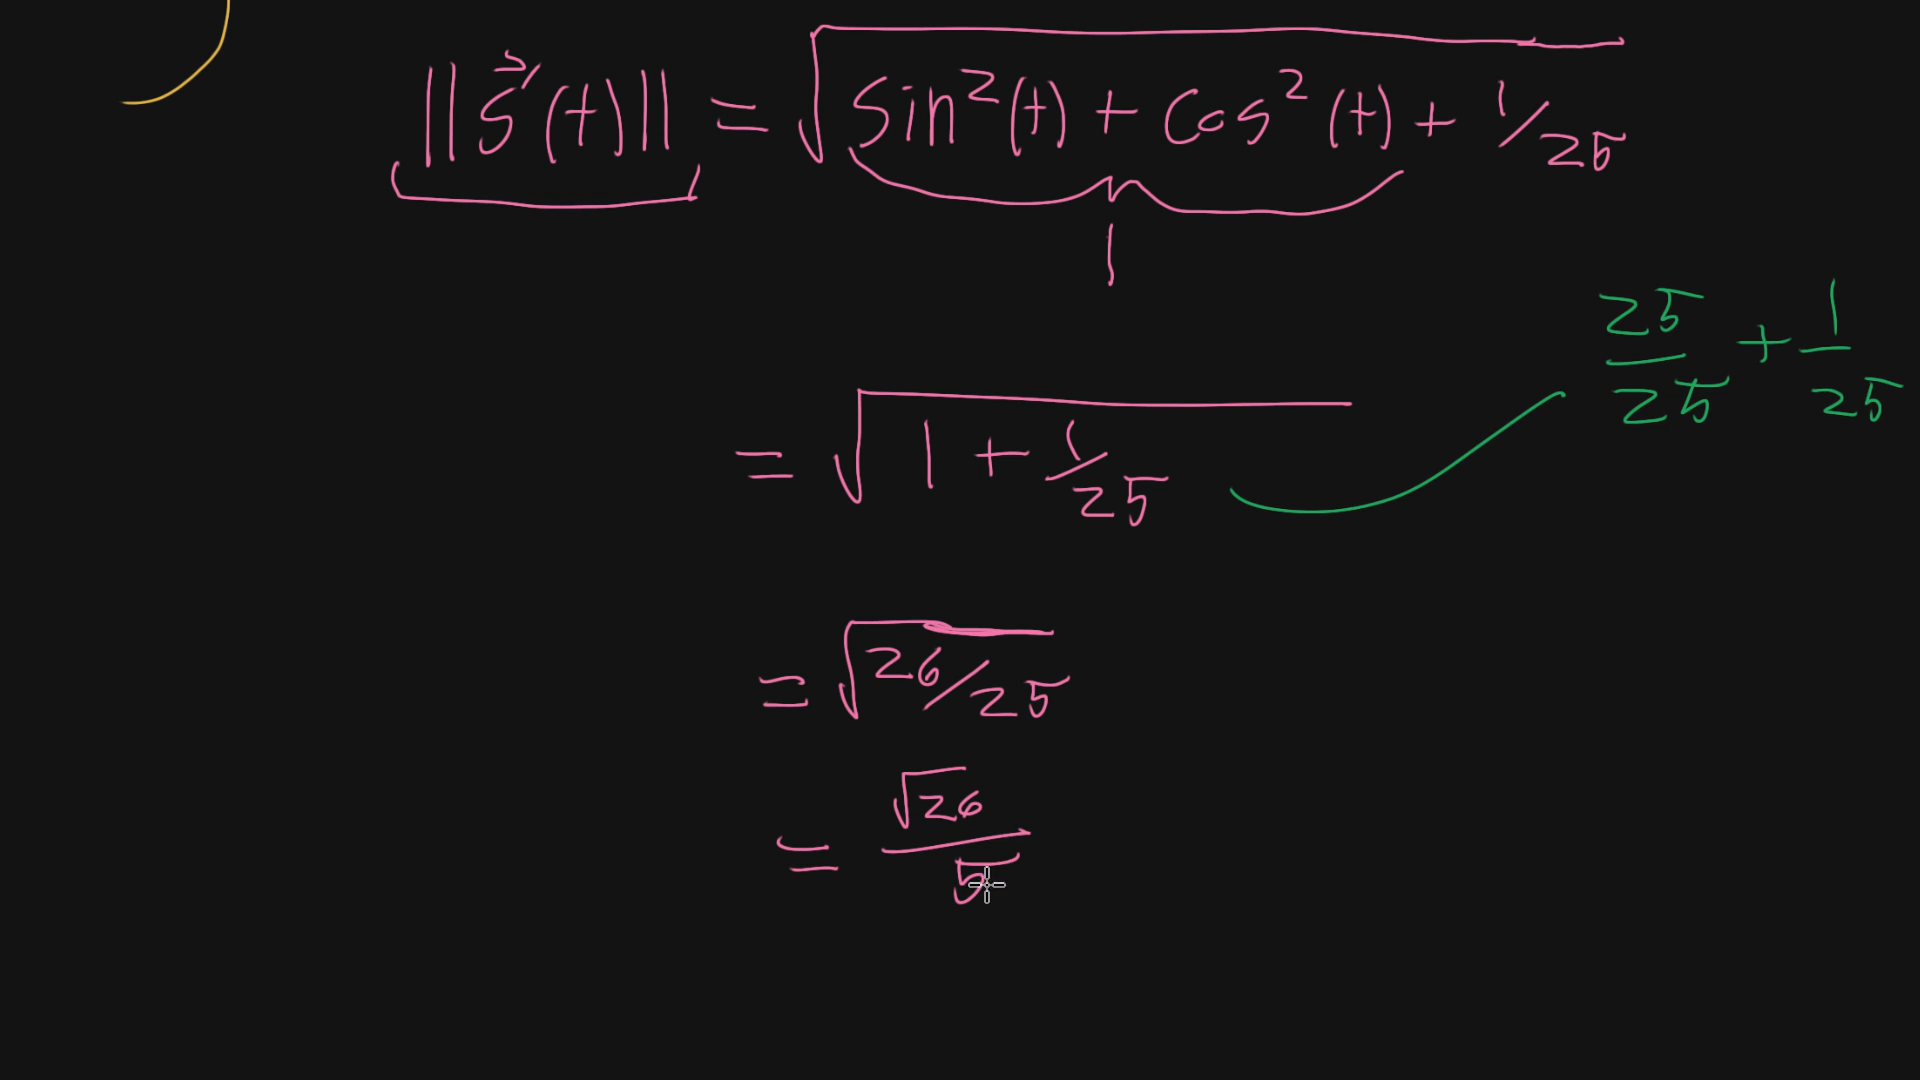 ||s⃗'(t)|| = √(sin²(t) + cos²(t) + 1/25)
1
= √(1 + 1/25)
25/25 + 1/25
= √(26/25)
= √26/5